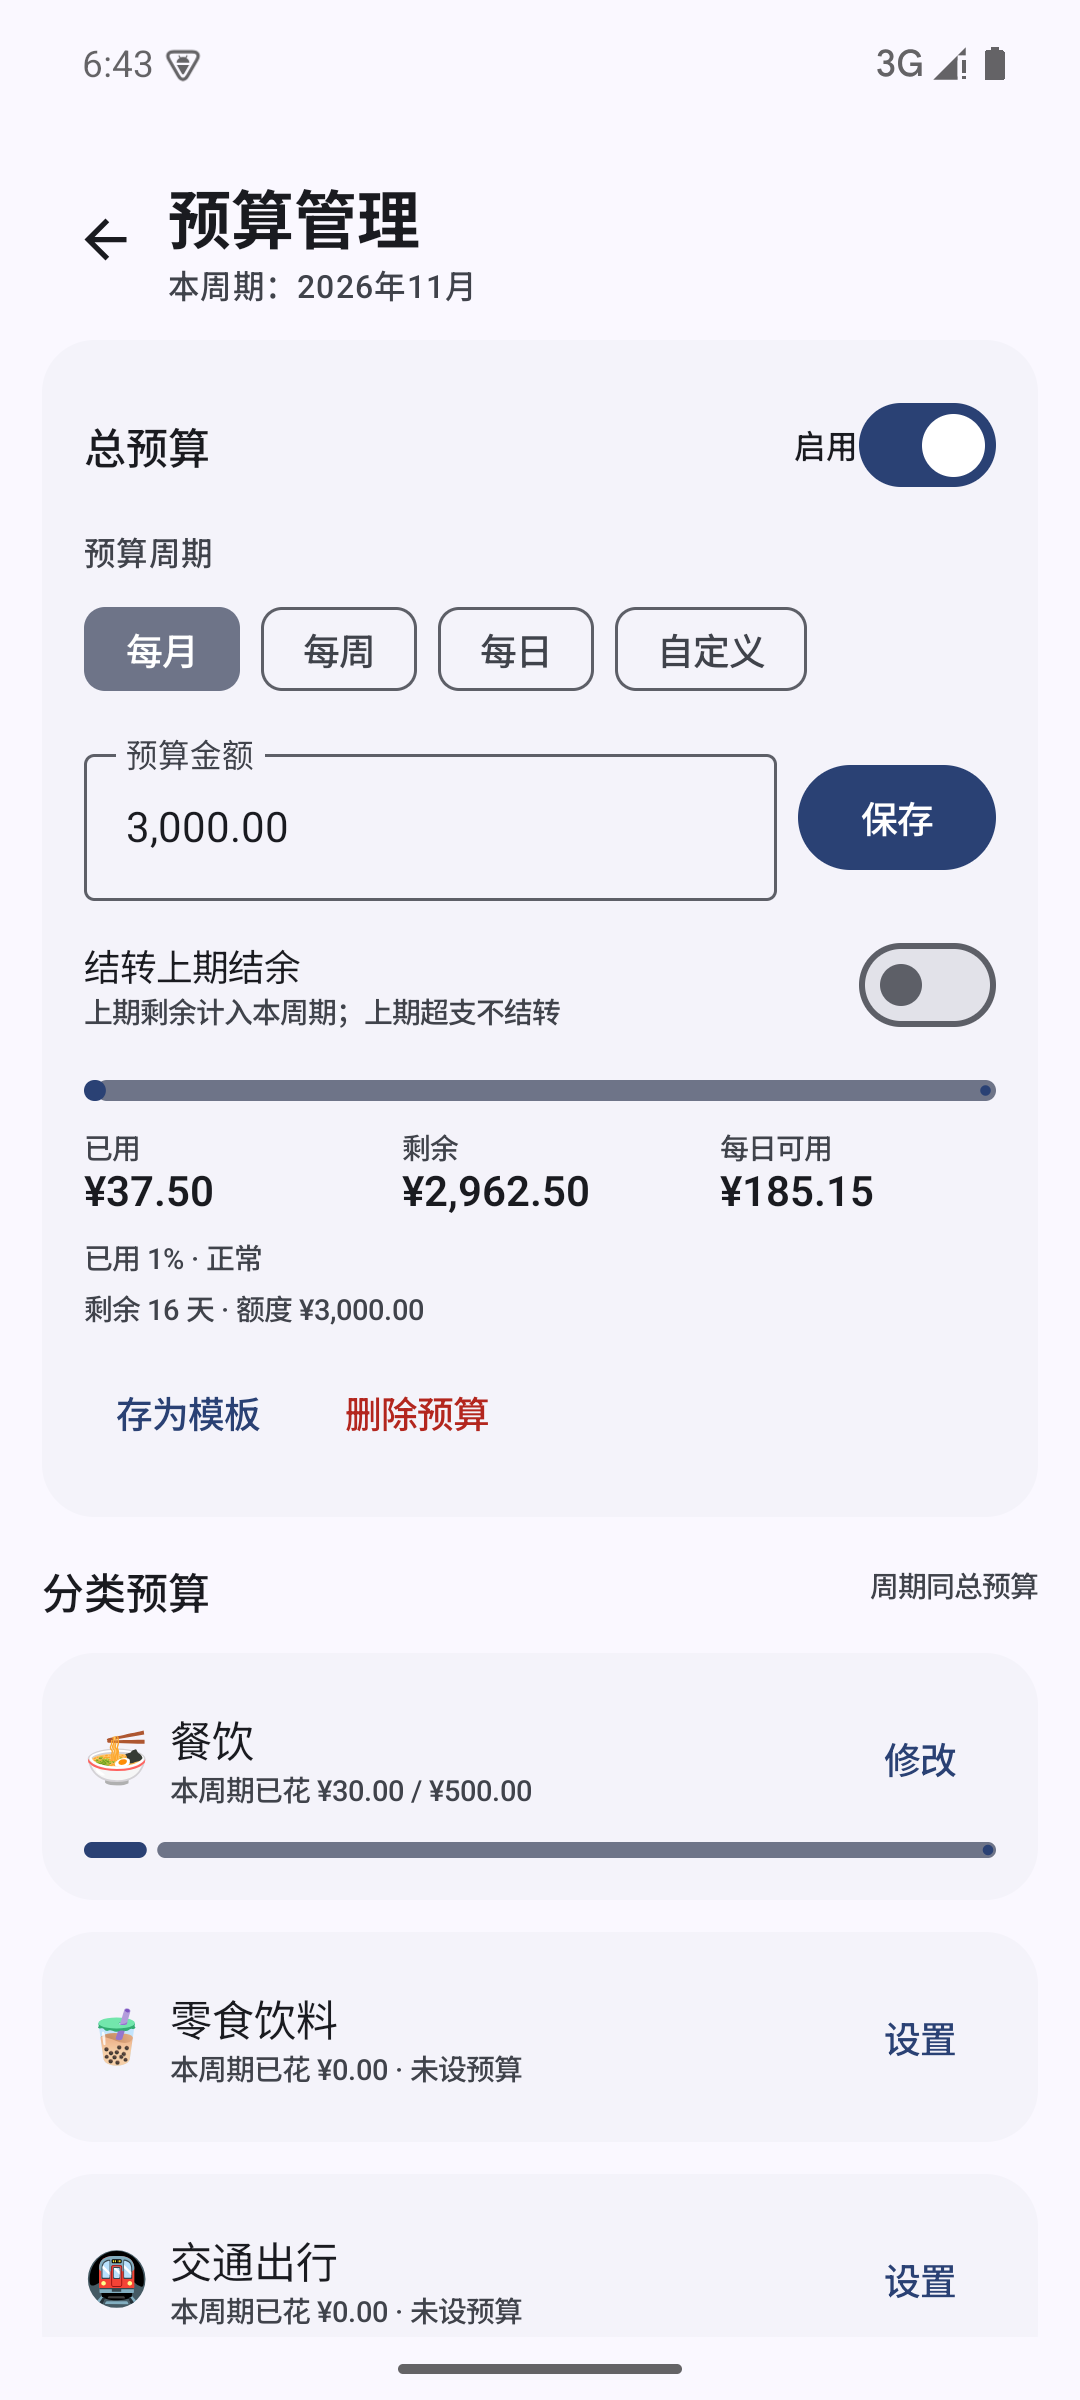 6:43
3G
预算管理
本周期：2026年11月
总预算
启用
预算周期
每月
每周
每日
自定义
预算金额
3,000.00
保存
结转上期结余
上期剩余计入本周期；上期超支不结转
已用
剩余
每日可用
¥37.50
¥2,962.50
¥185.15
已用 1% · 正常
剩余 16 天 · 额度 ¥3,000.00
存为模板
删除预算
分类预算
周期同总预算
餐饮
本周期已花 ¥30.00 / ¥500.00
修改
零食饮料
本周期已花 ¥0.00 · 未设预算
设置
交通出行
本周期已花 ¥0.00 · 未设预算
设置